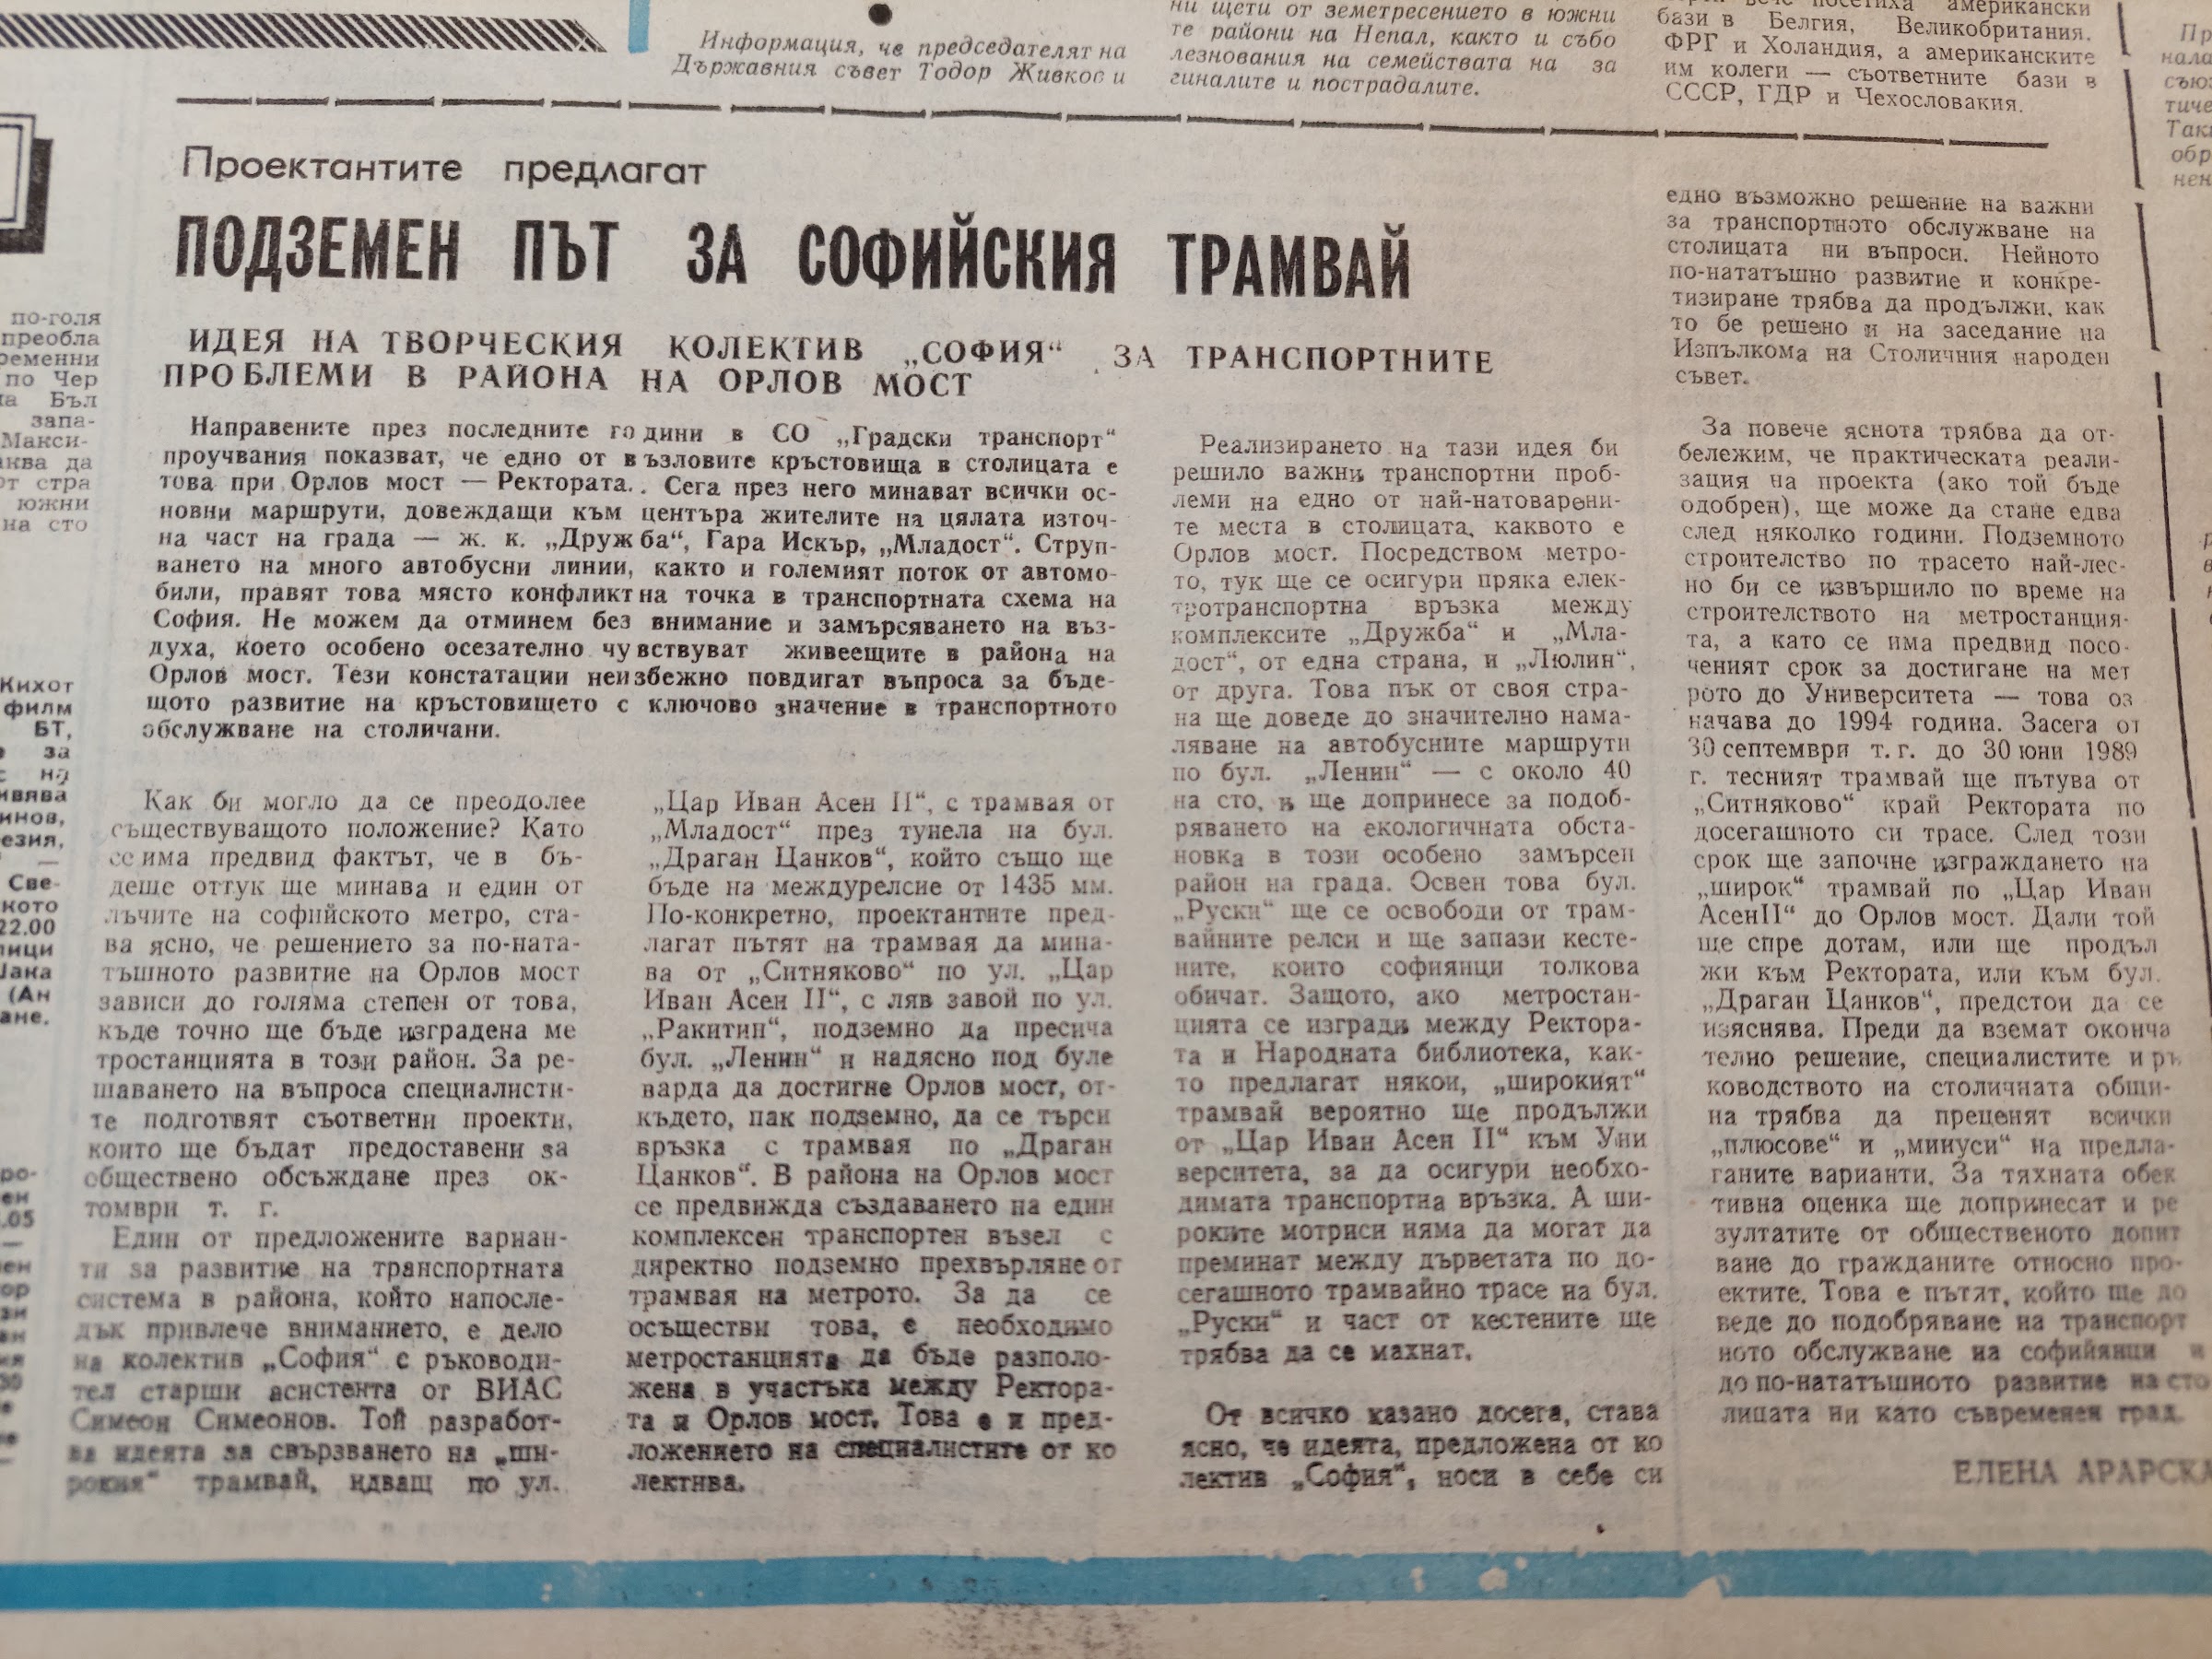 Информация, че председателят на
Държавния съвет Тодор Живков и
ни щети от земетресението в южни
те райони на Непал, както и събо
лезнования на семействата на за
гиналите и пострадалите.
американски
бази в Белгия, Великобритания.
ФРГ и Холандия, а американските
им колеги — съответните бази в
СССР, ГДР и Чехословакия.
Проектантите предлагат
ПОДЗЕМЕН ПЪТ ЗА СОФИЙСКИЯ ТРАМВАЙ
ИДЕЯ НА ТВОРЧЕСКИЯ КОЛЕКТИВ „СОФИЯ“ ЗА ТРАНСПОРТНИТЕ
ПРОБЛЕМИ В РАЙОНА НА ОРЛОВ МОСТ
Направените през последните години в СО „Градски транспорт“
проучвания показват, че едно от възловите кръстовища в столицата е
това при Орлов мост — Ректората.. Сега през него минават всички ос-
новни маршрути, довеждащи към центъра жителите на цялата източ-
на част на града — ж. к. „Дружба“, Гара Искър, „Младост“. Струп-
ването на много автобусни линии, както и големият поток от автомо-
били, правят това място конфликтна точка в транспортната схема на
София. Не можем да отминем без внимание и замърсяването на въз-
духа, което особено осезателно чувствуват живеещите в района на
Орлов мост. Тези констатации неизбежно повдигат въпроса за бъде-
щото развитие на кръстовището с ключово значение в транспортното
обслужване на столичани.
Как би могло да се преодолее
съществуващото положение? Като
се има предвид фактът, че в бъ-
деще оттук ще минава и един от
лъчите на софийското метро, ста-
ва ясно, че решението за по-ната-
тъшното развитие на Орлов мост
зависи до голяма степен от това,
къде точно ще бъде изградена ме
тростанцията в този район. За ре-
шаването на въпроса специалисти-
те подготвят съответни проекти,
които ще бъдат предоставени за
обществено обсъждане през ок-
томври т. г.
Един от предложените вариан-
ти за развитие на транспортната
система в района, който напосле-
дък привлече вниманието, е дело
на колектив „София“ с ръководи-
тел старши асистента от ВИАС
Симеон Симеонов. Той разработ-
ва идеята за свързването на „ши-
рокия“ трамвай, идващ по ул.
„Цар Иван Асен II“, с трамвая от
„Младост“ през тунела на бул.
„Драган Цанков“, който също ще
бъде на междурелсие от 1435 мм.
По-конкретно, проектантите пред-
лагат пътят на трамвая да мина-
ва от „Ситняково“ по ул. „Цар
Иван Асен II“, с ляв завой по ул.
„Ракитин“, подземно да пресича
бул. „Ленин“ и надясно под буле
варда да достигне Орлов мост, от-
където, пак подземно, да се търси
връзка с трамвая по „Драган
Цанков“. В района на Орлов мост
се предвижда създаването на един
комплексен транспортен възел с
директно подземно прехвърляне от
трамвая на метрото. За да се
осъществи това, е необходимо
метростанцията да бъде разполо-
жена в участъка между Ректора-
та и Орлов мост. Това е и пред-
ложението на специалистите от ко
лектива.
Реализирането на тази идея би
решило важни транспортни проб-
леми на едно от най-натоварени-
те места в столицата, каквото е
Орлов мост. Посредством метро-
то, тук ще се осигури пряка елек-
тротранспортна връзка между
комплексите „Дружба“ и „Мла-
дост“, от една страна, и „Люлин“,
от друга. Това пък от своя стра-
на ще доведе до значително нама-
ляване на автобусните маршрути
по бул. „Ленин“ — с около 40
на сто, и ще допринесе за подоб-
ряването на екологичната обста-
новка в този особено замърсен
район на града. Освен това бул.
„Руски“ ще се освободи от трам-
вайните релси и ще запази кесте-
ните, които софиянци толкова
обичат. Защото, ако метростан-
цията се изгради между Ректора-
та и Народната библиотека, как-
то предлагат някои, „широкият“
трамвай вероятно ще продължи
от „Цар Иван Асен II“ към Уни
верситета, за да осигури необхо-
димата транспортна връзка. А ши-
роките мотриси няма да могат да
преминат между дърветата по до-
сегашното трамвайно трасе на бул.
„Руски“ и част от кестените ще
трябва да се махнат.
От всичко казано досега, става
ясно, че идеята, предложена от ко
лектив „София“, носи в себе си
едно възможно решение на важни
за транспортното обслужване на
столицата ни въпроси. Нейното
по-нататъшно развитие и конкре-
тизиране трябва да продължи, как
то бе решено и на заседание на
Изпълкома на Столичния народен
съвет.
За повече яснота трябва да от-
бележим, че практическата реали-
зация на проекта (ако той бъде
одобрен), ще може да стане едва
след няколко години. Подземното
строителство по трасето най-лес-
но би се извършило по време на
строителството на метростанция-
та, а като се има предвид посо-
ченият срок за достигане на мет
рото до Университета — това оз
начава до 1994 година. Засега от
30 септември т. г. до 30 юни 1989
г. тесният трамвай ще пътува от
„Ситняково“ край Ректората по
досегашното си трасе. След този
срок ще започне изграждането на
„широк“ трамвай по „Цар Иван
АсенII“ до Орлов мост. Дали той
ще спре дотам, или ще продъл
жи към Ректората, или към бул.
„Драган Цанков“, предстои да се
изяснява. Преди да вземат оконча
телно решение, специалистите и ръ
ководството на столичната общи-
на трябва да преценят всички
„плюсове“ и „минуси“ на предла-
ганите варианти. За тяхната обек
тивна оценка ще допринесат и ре
зултатите от общественото допит
ване до гражданите относно про-
ектите. Това е пътят, който ще до
веде до подобряване на транспорт
ното обслужване на софийянци и
до по-нататъшното развитие на сто
лицата ни като съвременен град.
ЕЛЕНА АРАРСКА